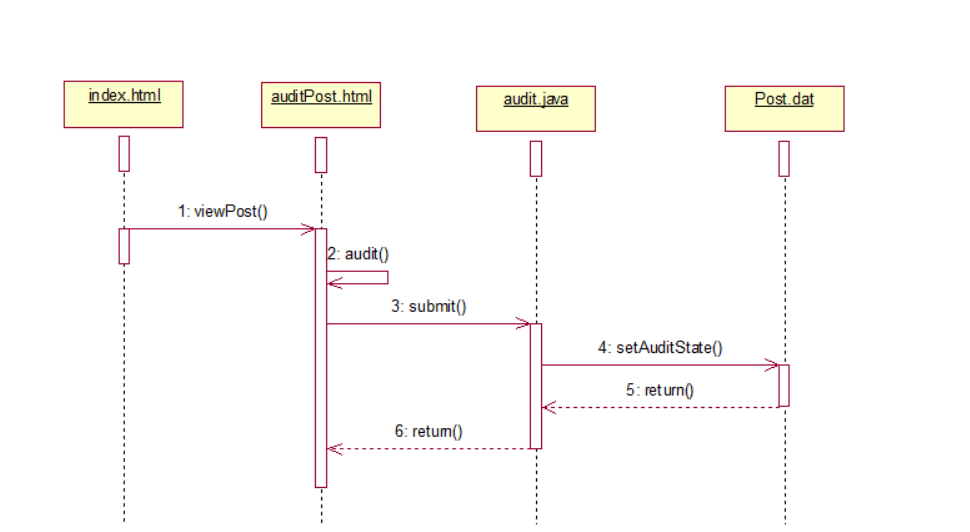 index.html
auditPost.html
audit.java
Post.dat
1: viewPost()
2: audit()
3: submit()
4: setAuditState()
5: return()
6: return()